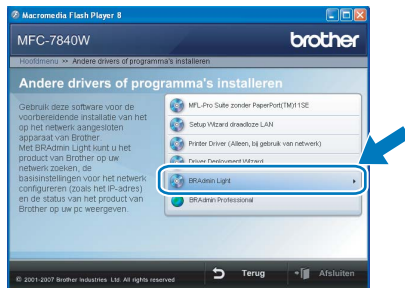 Macromedia Flash Player 8
MFC-7840W
brother
Hoofdmenu >> Andere drivers of programma's installeren
Andere drivers of programma's installeren
Gebruik deze software voor de
voorbereidende installatie van het
op het netwerk aangesloten
apparaat van Brother.
Met BRAdmin Light kunt u het
product van Brother op uw
netwerk zoeken, de
basisinstellingen voor het netwerk
configureren (zoals het IP-adres)
en de status van het product van
Brother op uw pc weergeven.
MFL-Pro Suite zonder PaperPort(TM)11SE
Setup Wizard draadloze LAN
Printer Driver (Alleen, bij gebruik van netwerk)
Driver Deployment Wizard
BRAdmin Light
BRAdmin Professional
© 2001-2007 Brother Industries Ltd. All rights reserved
Terug
Afsluiten